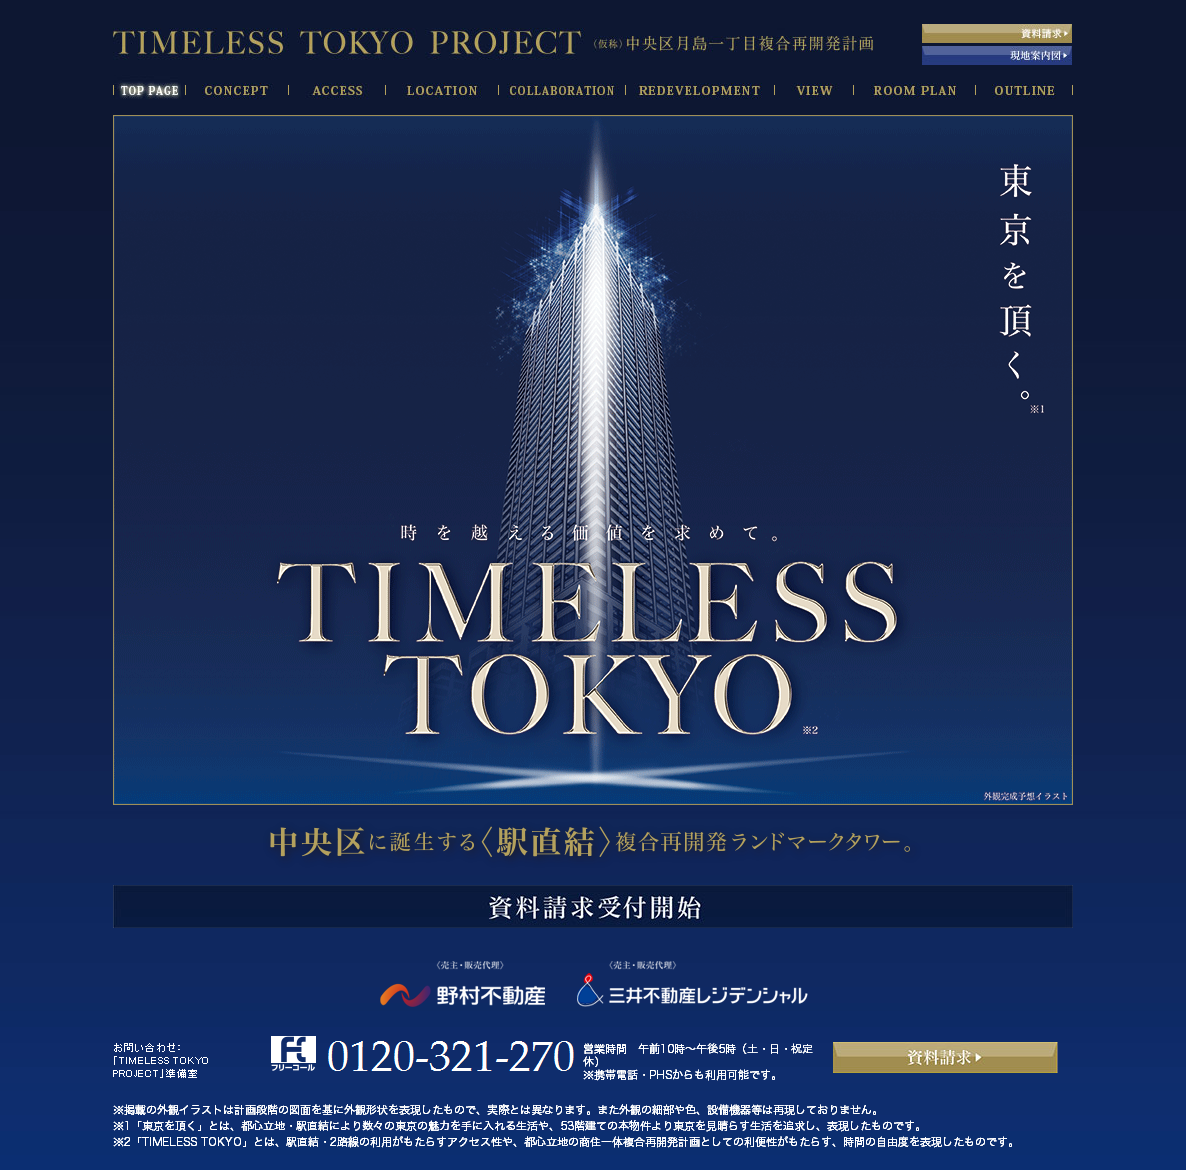 TIMELESS TOKYO PROJECT (仮称)中央区月島一丁目複合再開発計画
資料請求
現地案内図
TOP PAGE CONCEPT ACCESS LOCATION COLLABORATION REDEVELOPMENT VIEW ROOM PLAN OUTLINE
東京を頂く。※1
時を越える価値を求めて。
TIMELESS
TOKYO ※2
外観完成予想イラスト
中央区に誕生する〈駅直結〉複合再開発ランドマークタワー。
資料請求受付開始
〈売主・販売代理〉 〈売主・販売代理〉
野村不動産 三井不動産レジデンシャル
お問い合わせ:
「TIMELESS TOKYO
PROJECT」準備室
フリーコール 0120-321-270
営業時間 午前10時〜午後5時（土・日・祝定
休）
※携帯電話・PHSからも利用可能です。
資料請求
※掲載の外観イラストは計画段階の図面を基に外観形状を表現したもので、実際とは異なります。また外観の細部や色、設備機器等は再現しておりません。
※1「東京を頂く」とは、都心立地・駅直結により数々の東京の魅力を手に入れる生活や、53階建ての本物件より東京を見晴らす生活を追求し、表現したものです。
※2「TIMELESS TOKYO」とは、駅直結・2路線の利用がもたらすアクセス性や、都心立地の商住一体複合再開発計画としての利便性がもたらす、時間の自由度を表現したものです。